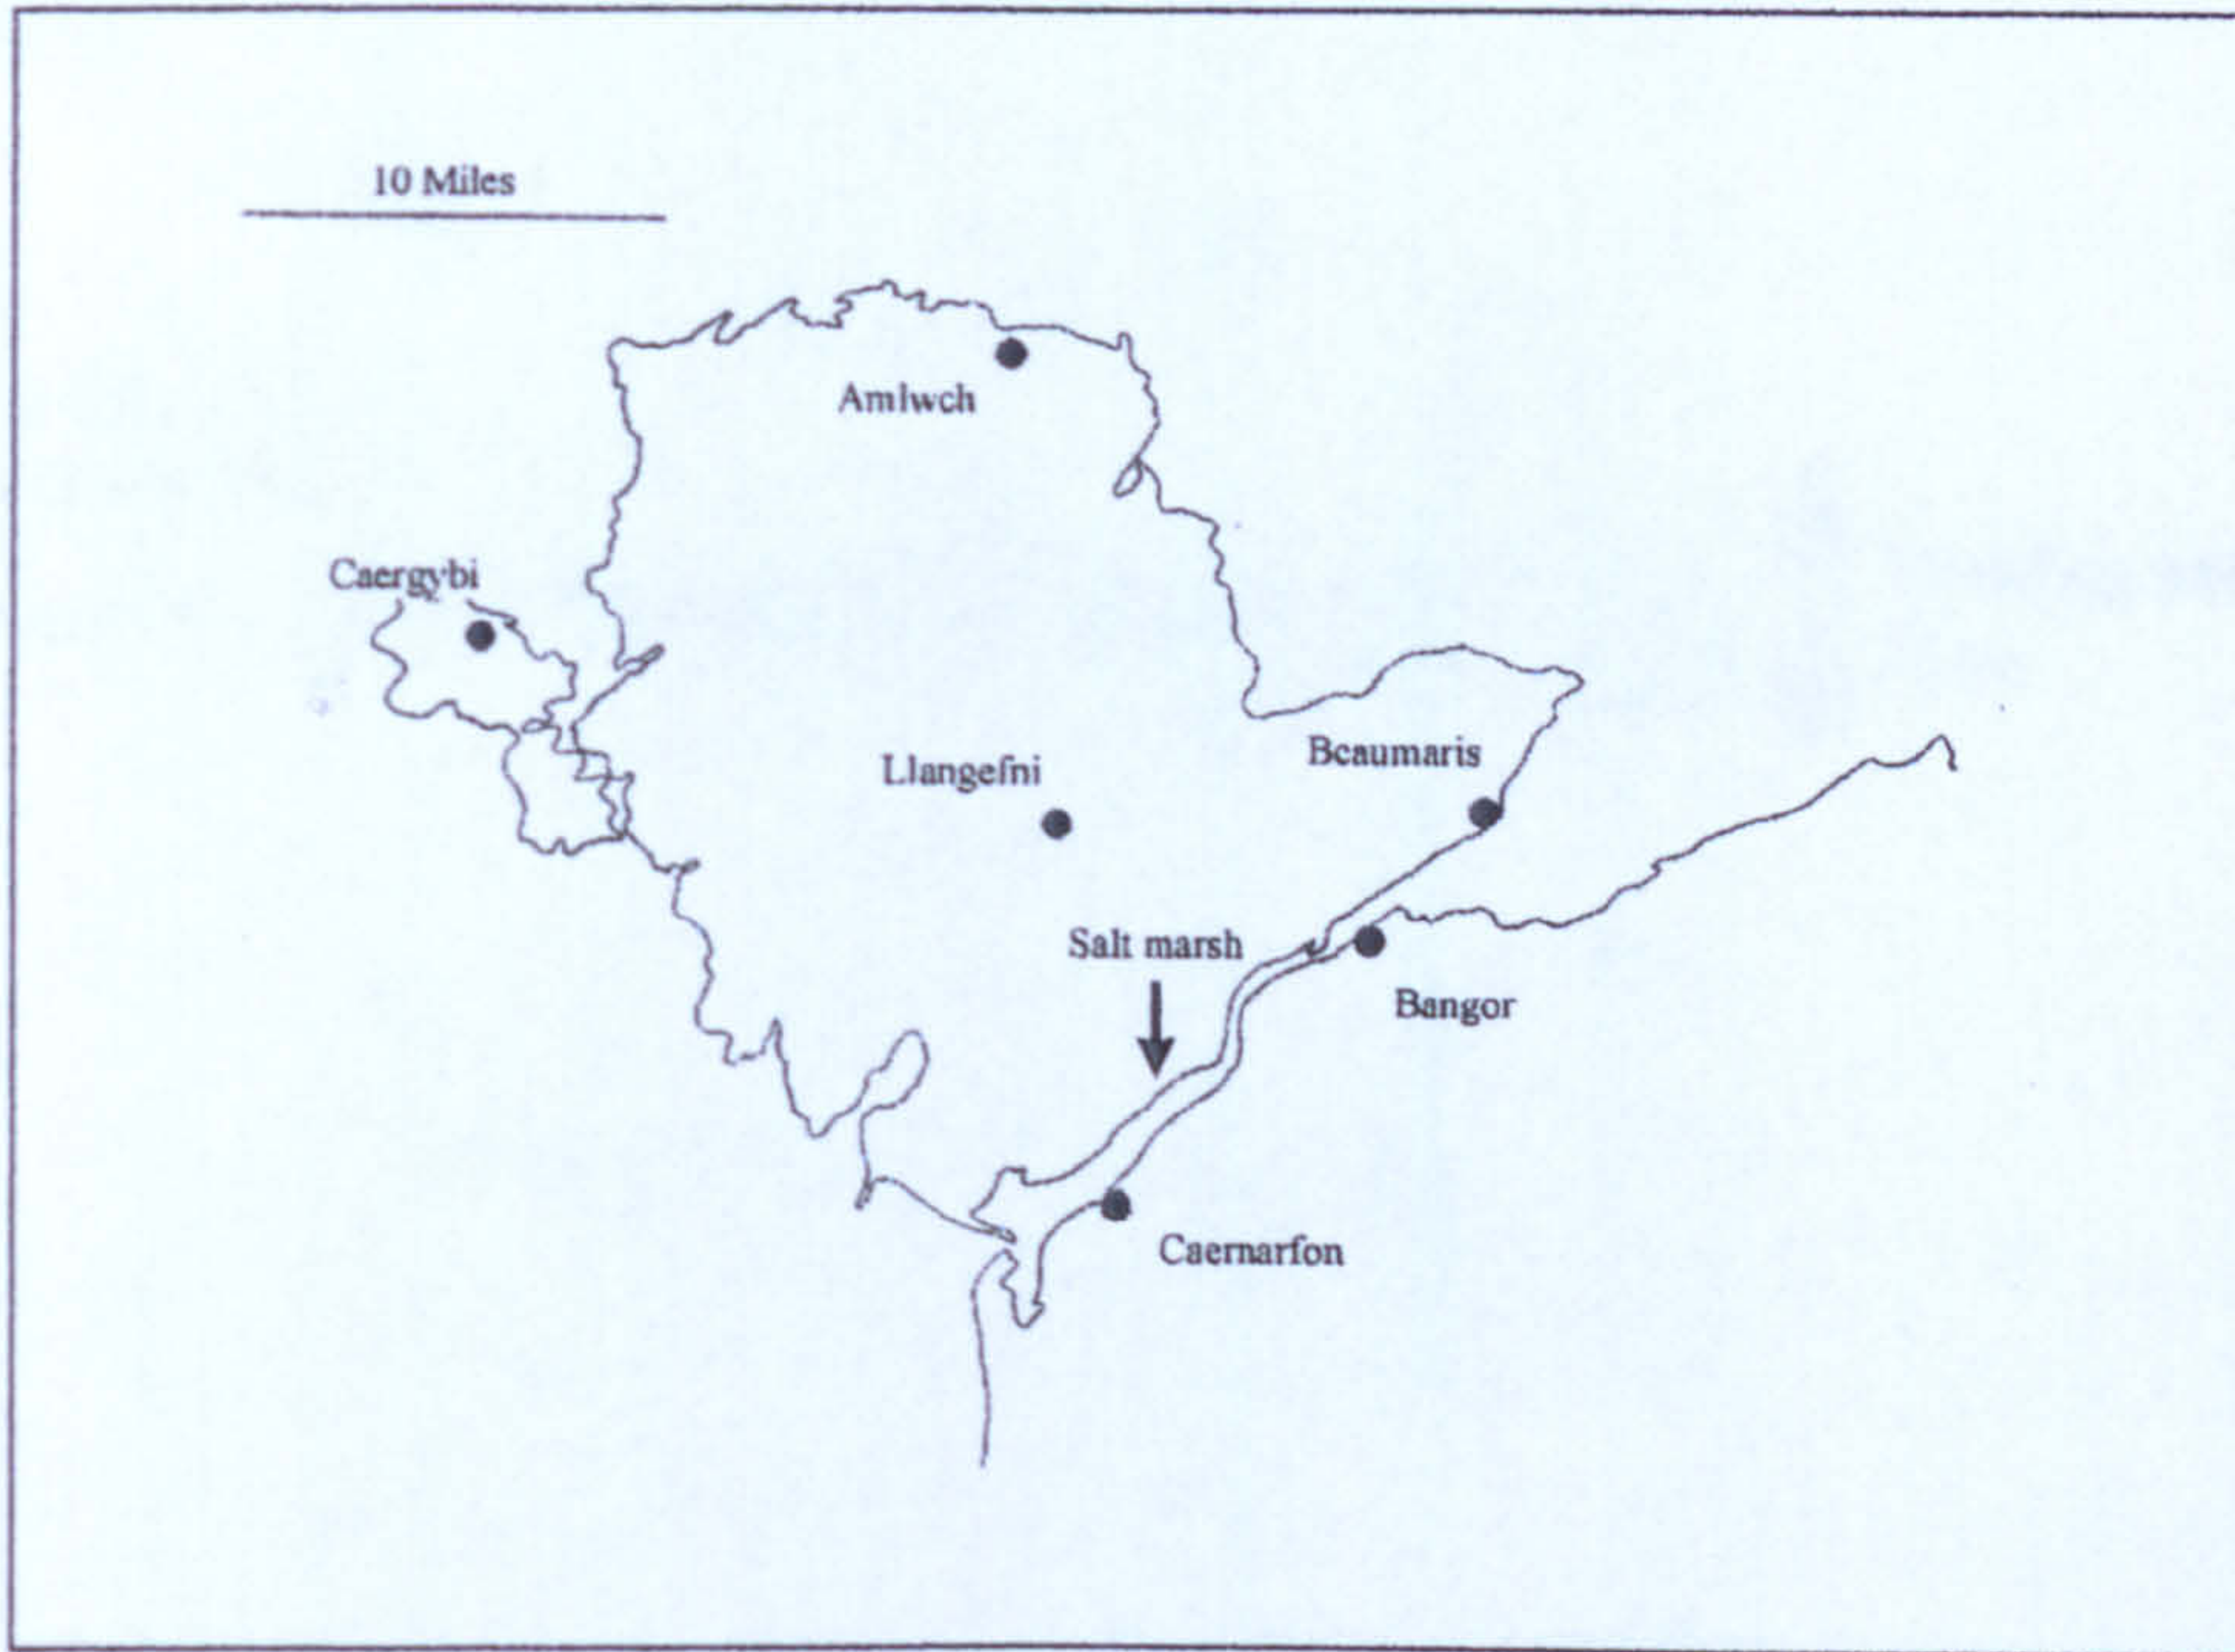 10 Miles
Amlwch
Caergybi
Llangefni
Beaumaris
Salt marsh
Bangor
Caernarfon